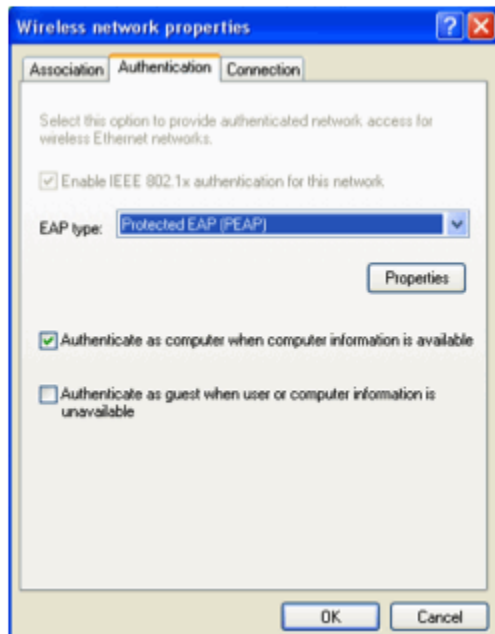 Wireless network properties
Association Authentication Connection
Select this option to provide authenticated network access for
wireless Ethernet networks.
Enable IEEE 802.1x authentication for this network
EAP type: Protected EAP (PEAP)
Properties
Authenticate as computer when computer information is available
Authenticate as guest when user or computer information is
unavailable
OK Cancel